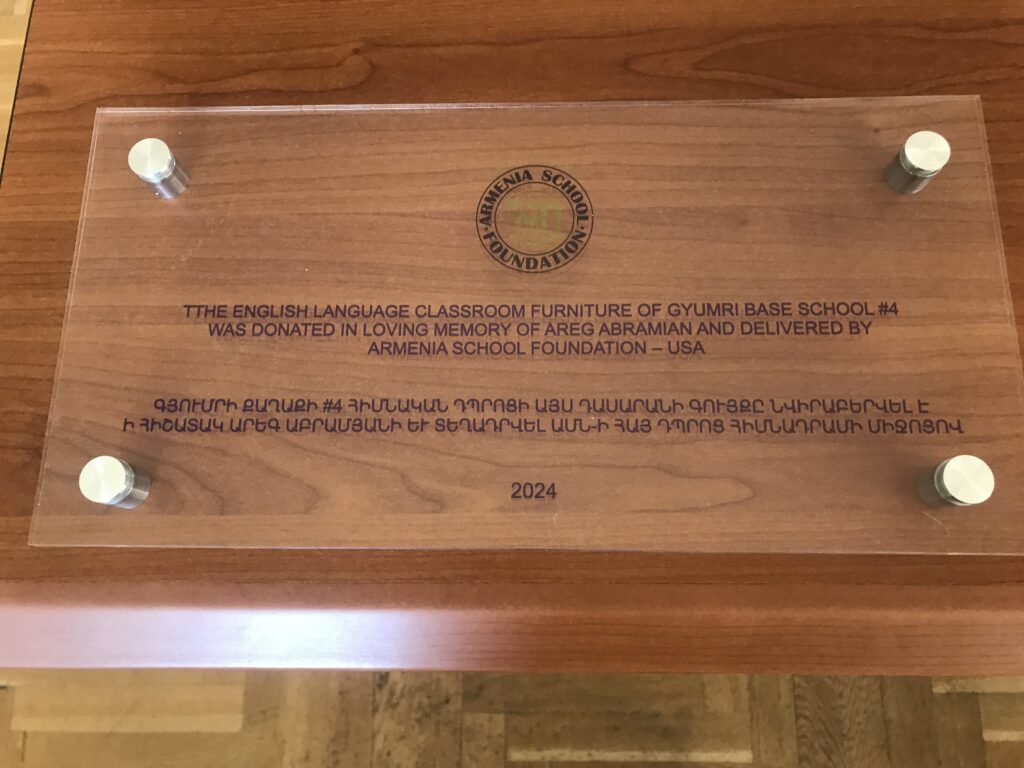 ARMENIA SCHOOL FOUNDATION
TTHE ENGLISH LANGUAGE CLASSROOM FURNITURE OF GYUMRI BASE SCHOOL #4
WAS DONATED IN LOVING MEMORY OF AREG ABRAMIAN AND DELIVERED BY
ARMENIA SCHOOL FOUNDATION – USA
ԳՅՈՒՄՐԻ ՔԱՂԱՔԻ #4 ՀԻՄՆԱԿԱՆ ԴՊՐՈՑԻ ԱՅՍ ԴԱՍԱՐԱՆԻ ԳՈՒՅՔԸ ՆՎԻՐԱԲԵՐՎԵԼ Է
Ի ՀԻՇԱՏԱԿ ԱՐԵԳ ԱԲՐԱՄՅԱՆԻ ԵՒ ՏԵՂԱԴՐՎԵԼ ԱՄՆ-Ի ՀԱՅ ԴՊՐՈՑ ՀԻՄՆԱԴՐԱՄԻ ՄԻՋՈՑՈՎ
2024